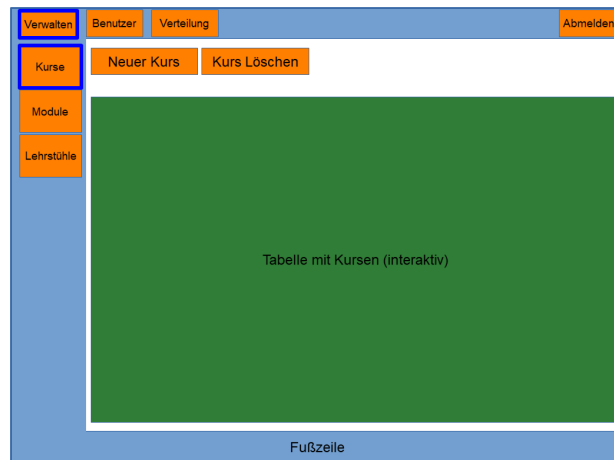 Verwalten Benutzer Verteilung Abmelden
Kurse Neuer Kurs Kurs Löschen
Module
Lehrstühle
Tabelle mit Kursen (interaktiv)
Fußzeile